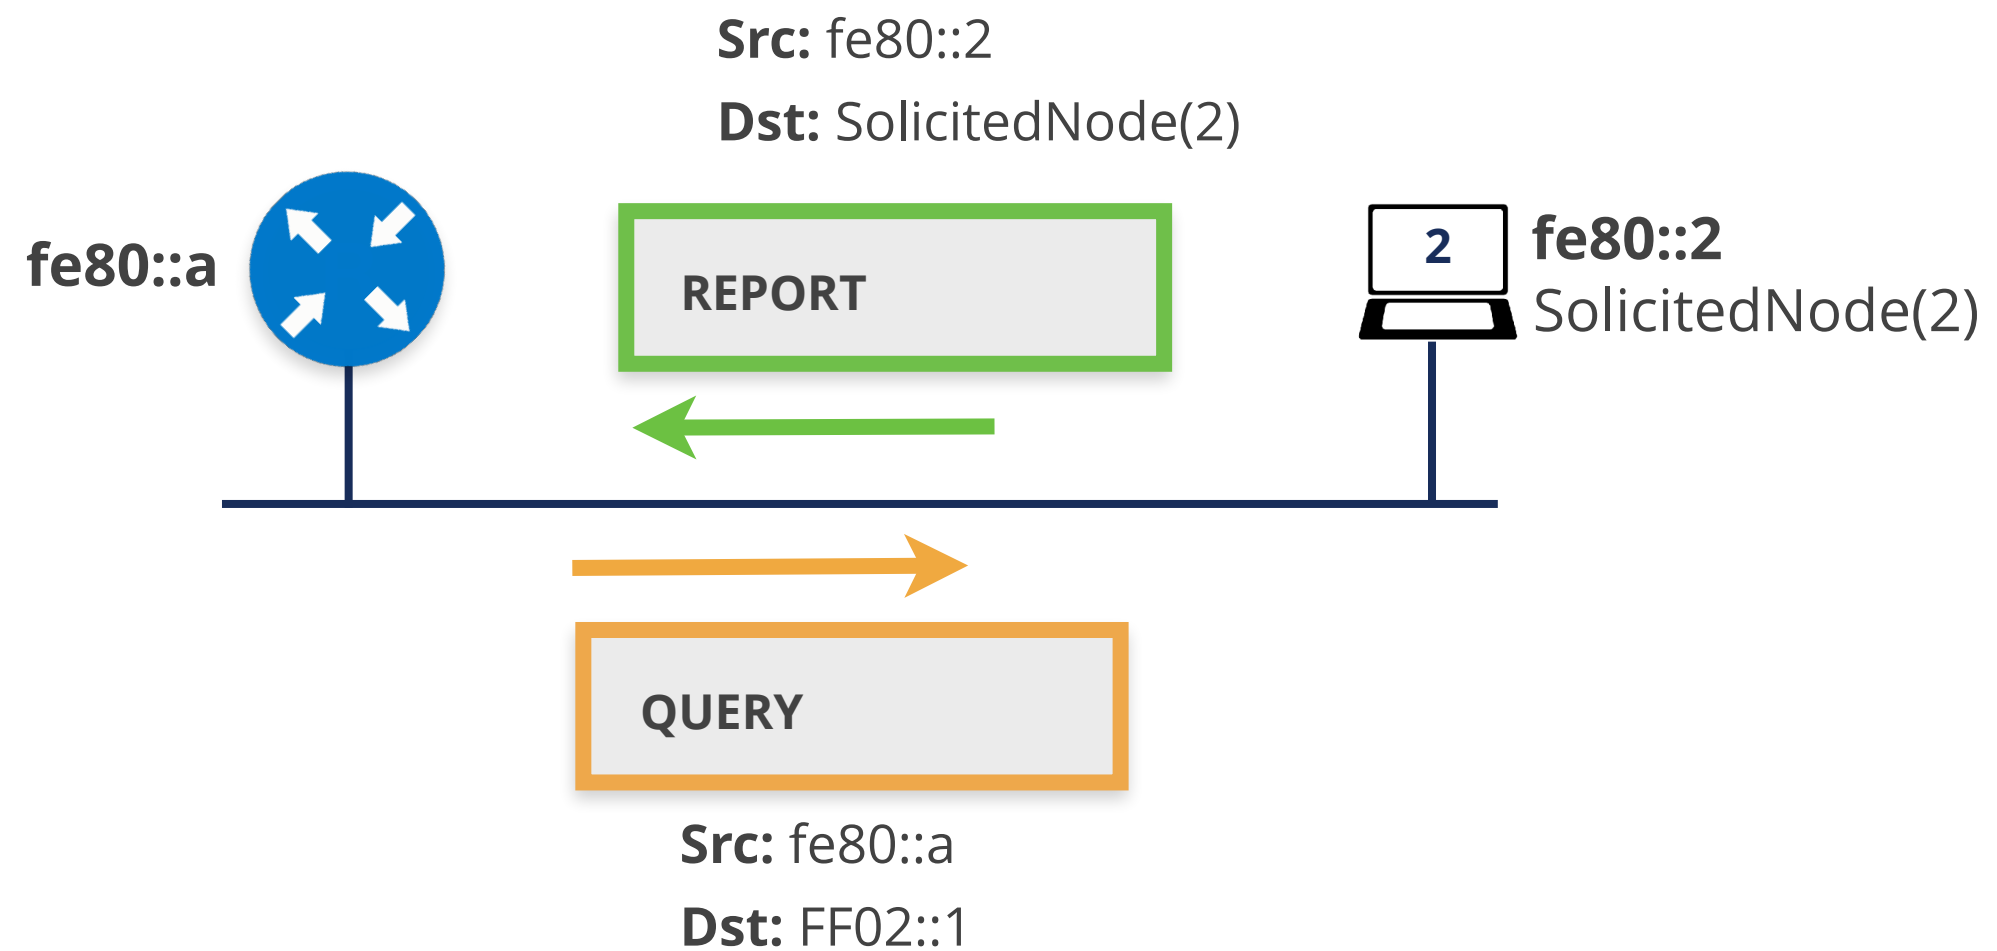 Src: fe80::2
Dst: SolicitedNode(2)
fe80::a
REPORT
2
fe80::2
SolicitedNode(2)
QUERY
Src: fe80::a
Dst: FF02::1